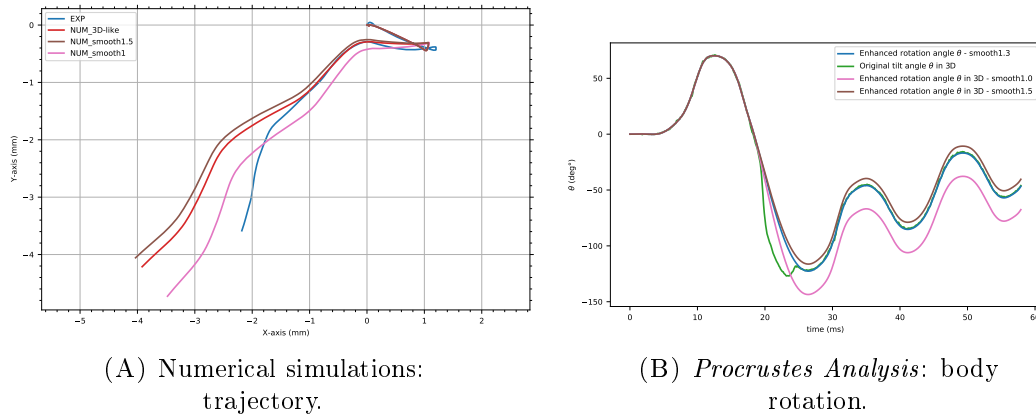 EXP
NUM_3D-like
NUM_smooth1.5
NUM_smooth1
0
−1
−2
−3
−4
Y-axis (mm)
−5 −4 −3 −2 −1 0 1 2
X-axis (mm)
(A) Numerical simulations:
trajectory.
Enhanced rotation angle θ - smooth1.3
Original tilt angle θ in 3D
Enhanced rotation angle θ in 3D - smooth1.0
Enhanced rotation angle θ in 3D - smooth1.5
50
0
−50
−100
−150
θ (deg°)
0 10 20 30 40 50 60
time (ms)
(B) Procrustes Analysis: body
rotation.